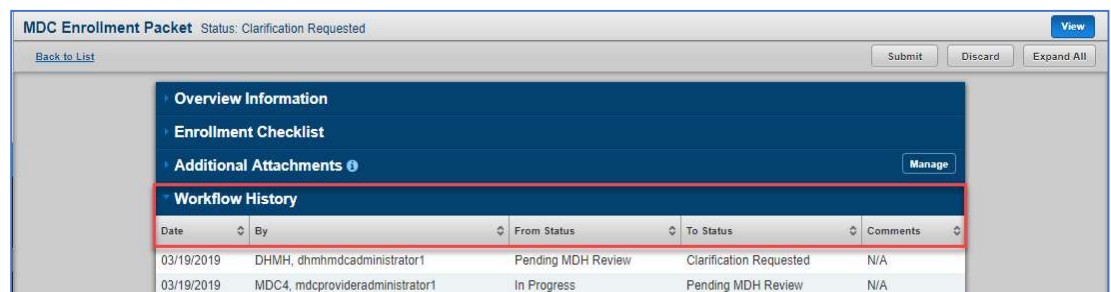 MDC Enrollment Packet Status: Clarification Requested View
Back to List Submit Discard Expand All
Overview Information
Enrollment Checklist
Additional Attachments Manage
Workflow History
Date By From Status To Status Comments
03/19/2019 DHMH, dhmhmdcadministrator1 Pending MDH Review Clarification Requested N/A
03/19/2019 MDC4, mdcprovideradministrator1 In Progress Pending MDH Review N/A